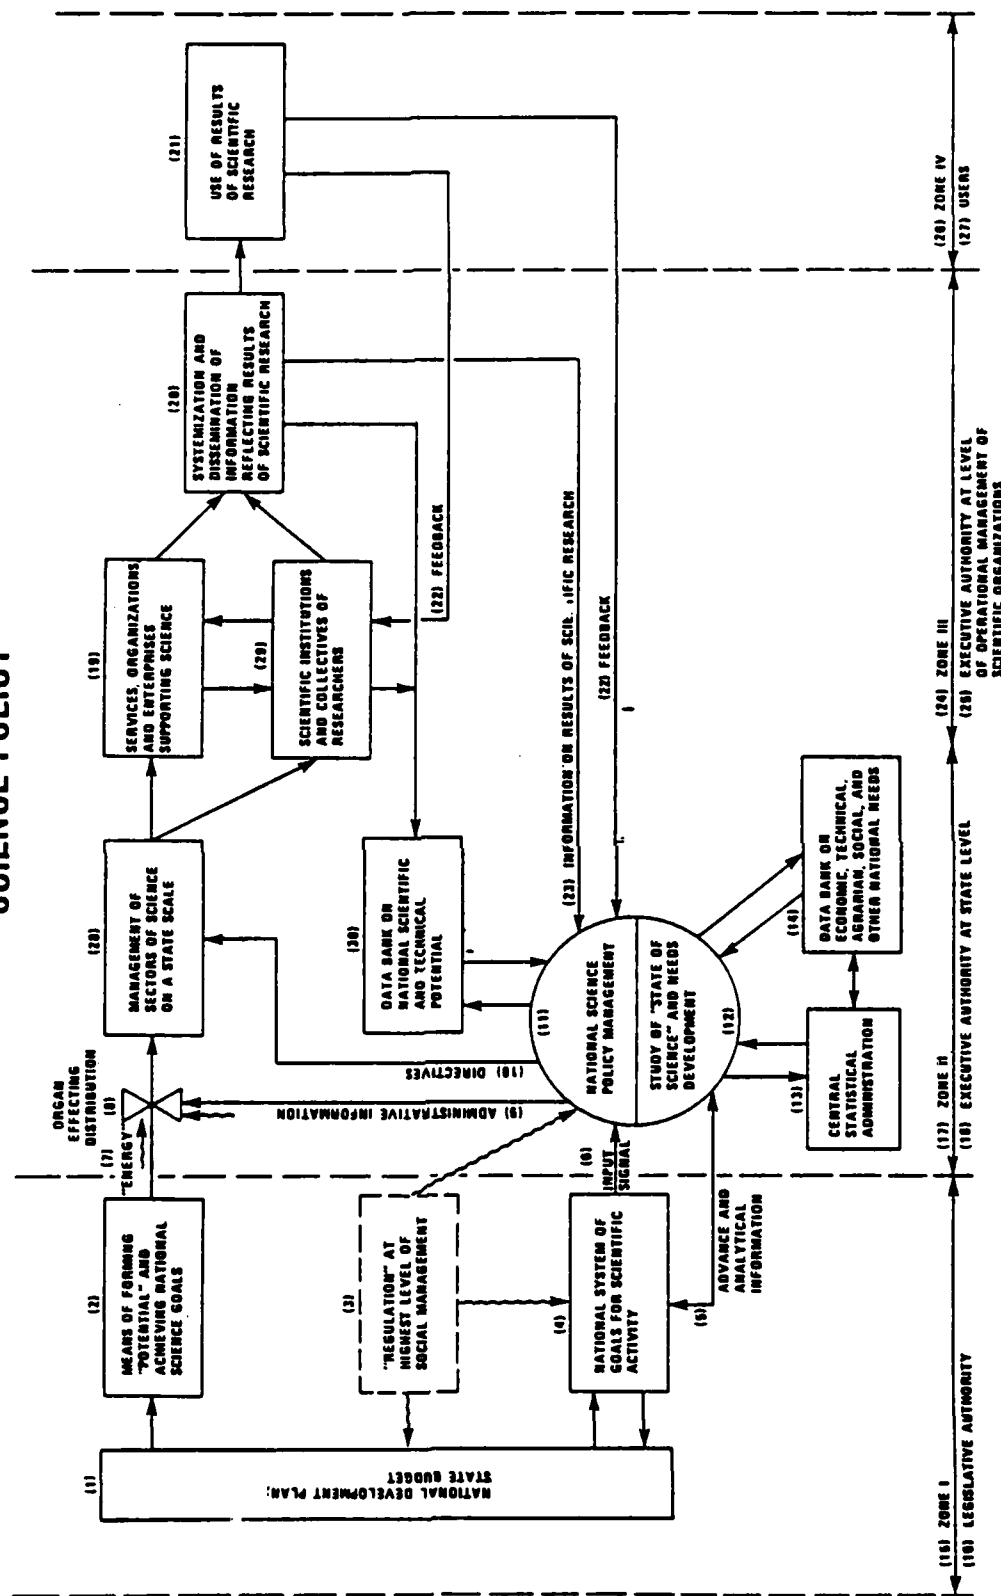 SCIENCE POLICY
(1)
NATIONAL DEVELOPMENT PLAN;
STATE BUDGET
(2)
MEANS OF FORMING
"POTENTIAL" AND
ACHIEVING NATIONAL
SCIENCE GOALS
(3)
"REGULATION" AT
HIGHEST LEVEL OF
SOCIAL MANAGEMENT
(4)
NATIONAL SYSTEM OF
GOALS FOR SCIENTIFIC
ACTIVITY
(5)
ADVANCE AND
ANALYTICAL
INFORMATION
(6)
INPUT
SIGNAL
(7)
"ENERGY"
ORGAN
EFFECTING
DISTRIBUTION
(8)
(9) ADMINISTRATIVE INFORMATION
(10) DIRECTIVES
(20)
MANAGEMENT OF
SECTORS OF SCIENCE
ON A STATE SCALE
(30)
DATA BANK ON
NATIONAL SCIENTIFIC
AND TECHNICAL
POTENTIAL
(11)
NATIONAL SCIENCE
POLICY MANAGEMENT
STUDY OF "STATE OF
SCIENCE" AND NEEDS
DEVELOPMENT
(12)
(13)
CENTRAL
STATISTICAL
ADMINISTRATION
(14)
DATA BANK ON
ECONOMIC, TECHNICAL,
AGRARIAN, SOCIAL, AND
OTHER NATIONAL NEEDS
(19)
SERVICES, ORGANIZATIONS,
AND ENTERPRISES
SUPPORTING SCIENCE
(29)
SCIENTIFIC INSTITUTIONS
AND COLLECTIVES OF
RESEARCHERS
(22) FEEDBACK
(23) INFORMATION ON RESULTS OF SCIE. .IFIC RESEARCH
(22) FEEDBACK
(20)
SYSTEMIZATION AND
DISSEMINATION OF
INFORMATION
REFLECTING RESULTS
OF SCIENTIFIC RESEARCH
(21)
USE OF RESULTS
OF SCIENTIFIC
RESEARCH
(15) ZONE I
(16) LEGISLATIVE AUTHORITY
(17) ZONE II
(18) EXECUTIVE AUTHORITY AT STATE LEVEL
(24) ZONE III
(25) EXECUTIVE AUTHORITY AT LEVEL
OF OPERATIONAL MANAGEMENT OF
SCIENTIFIC ORGANIZATIONS
(26) ZONE IV
(27) USERS